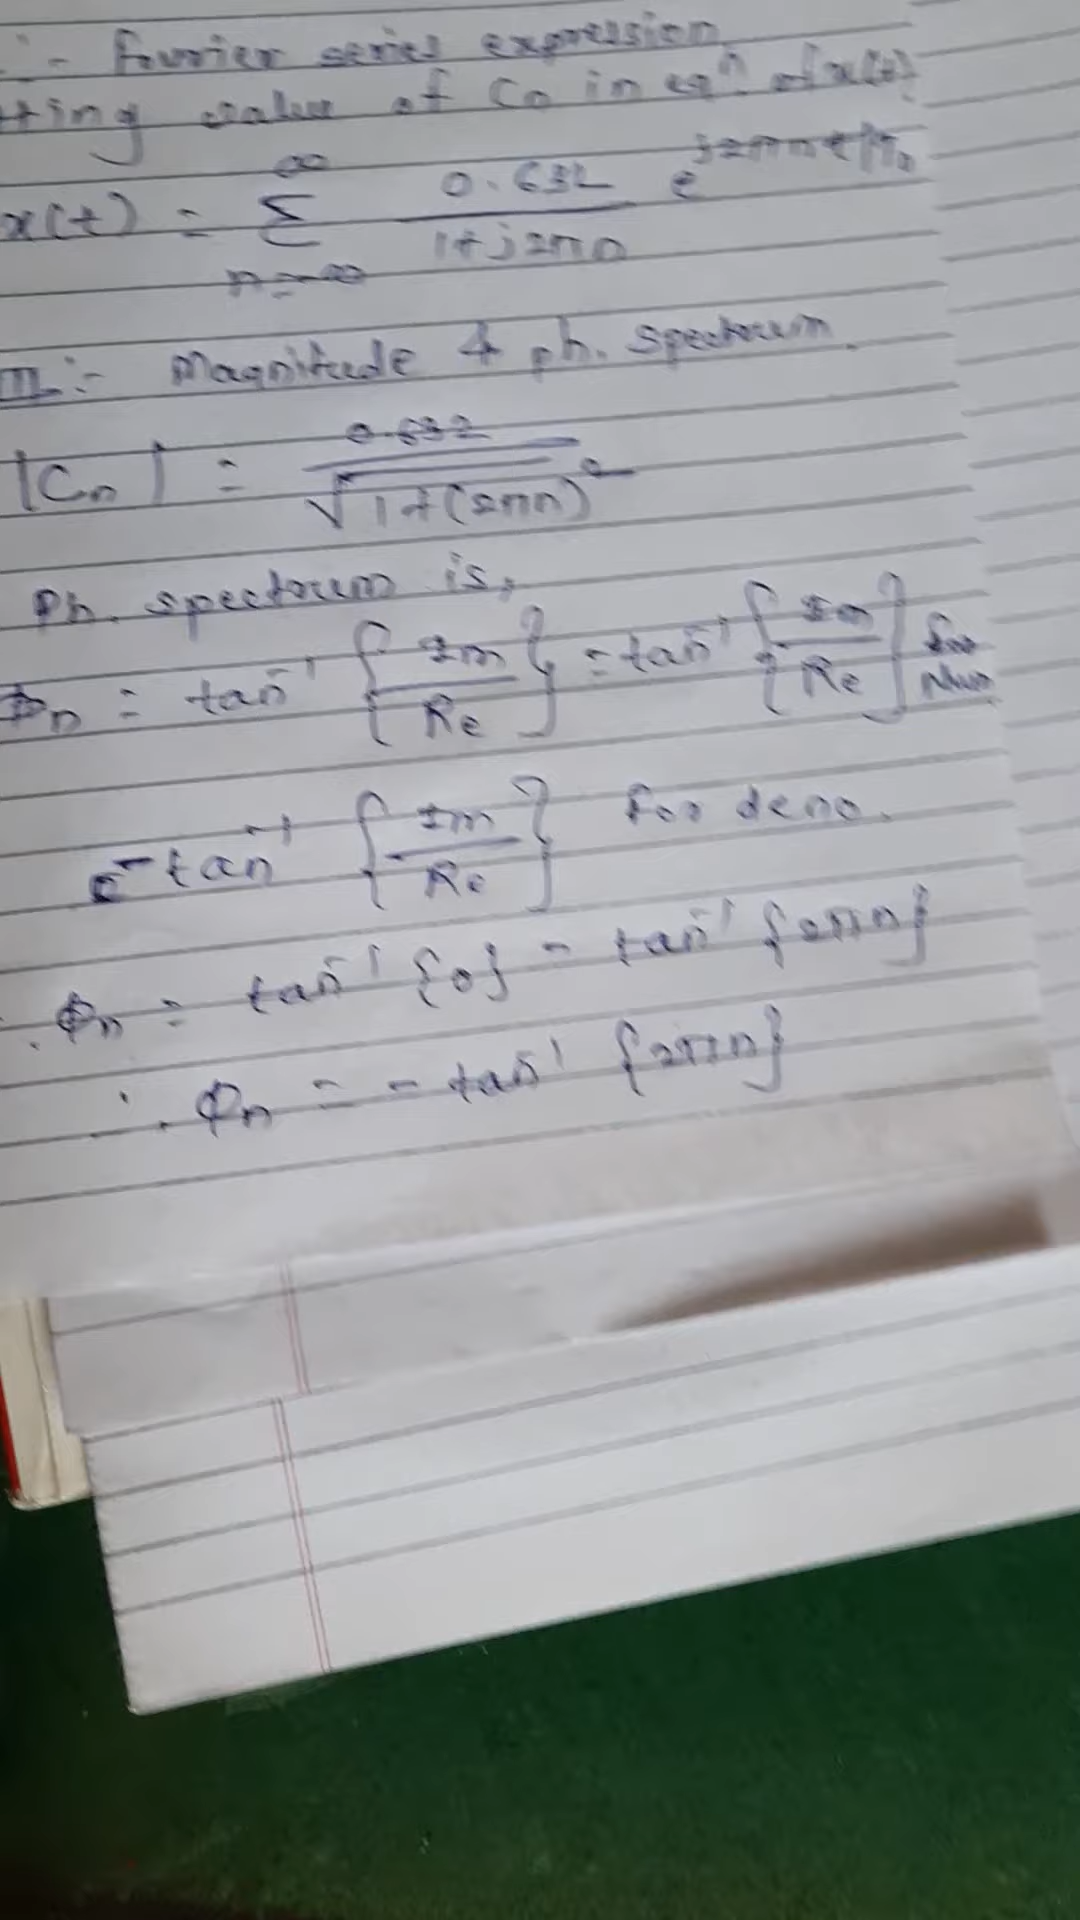 :- Fourier series expression
tting value of Cn in eqn. of x(t).
x(t) = ∞ Σ n=-∞ 0.632 / 1+j2πn e^j2πnt/T0
III:- Magnitude & ph. spectrum.
|Cn| = 0.632 / √1+(2πn)²
Ph. spectrum is,
Φn = tan⁻¹ {Im/Re} = tan⁻¹ {Im/Re} for Num
-tan⁻¹ {Im/Re} for deno.
∴ Φn = tan⁻¹ {0} - tan⁻¹ {2πn}
∴ Φn = - tan⁻¹ {2πn}